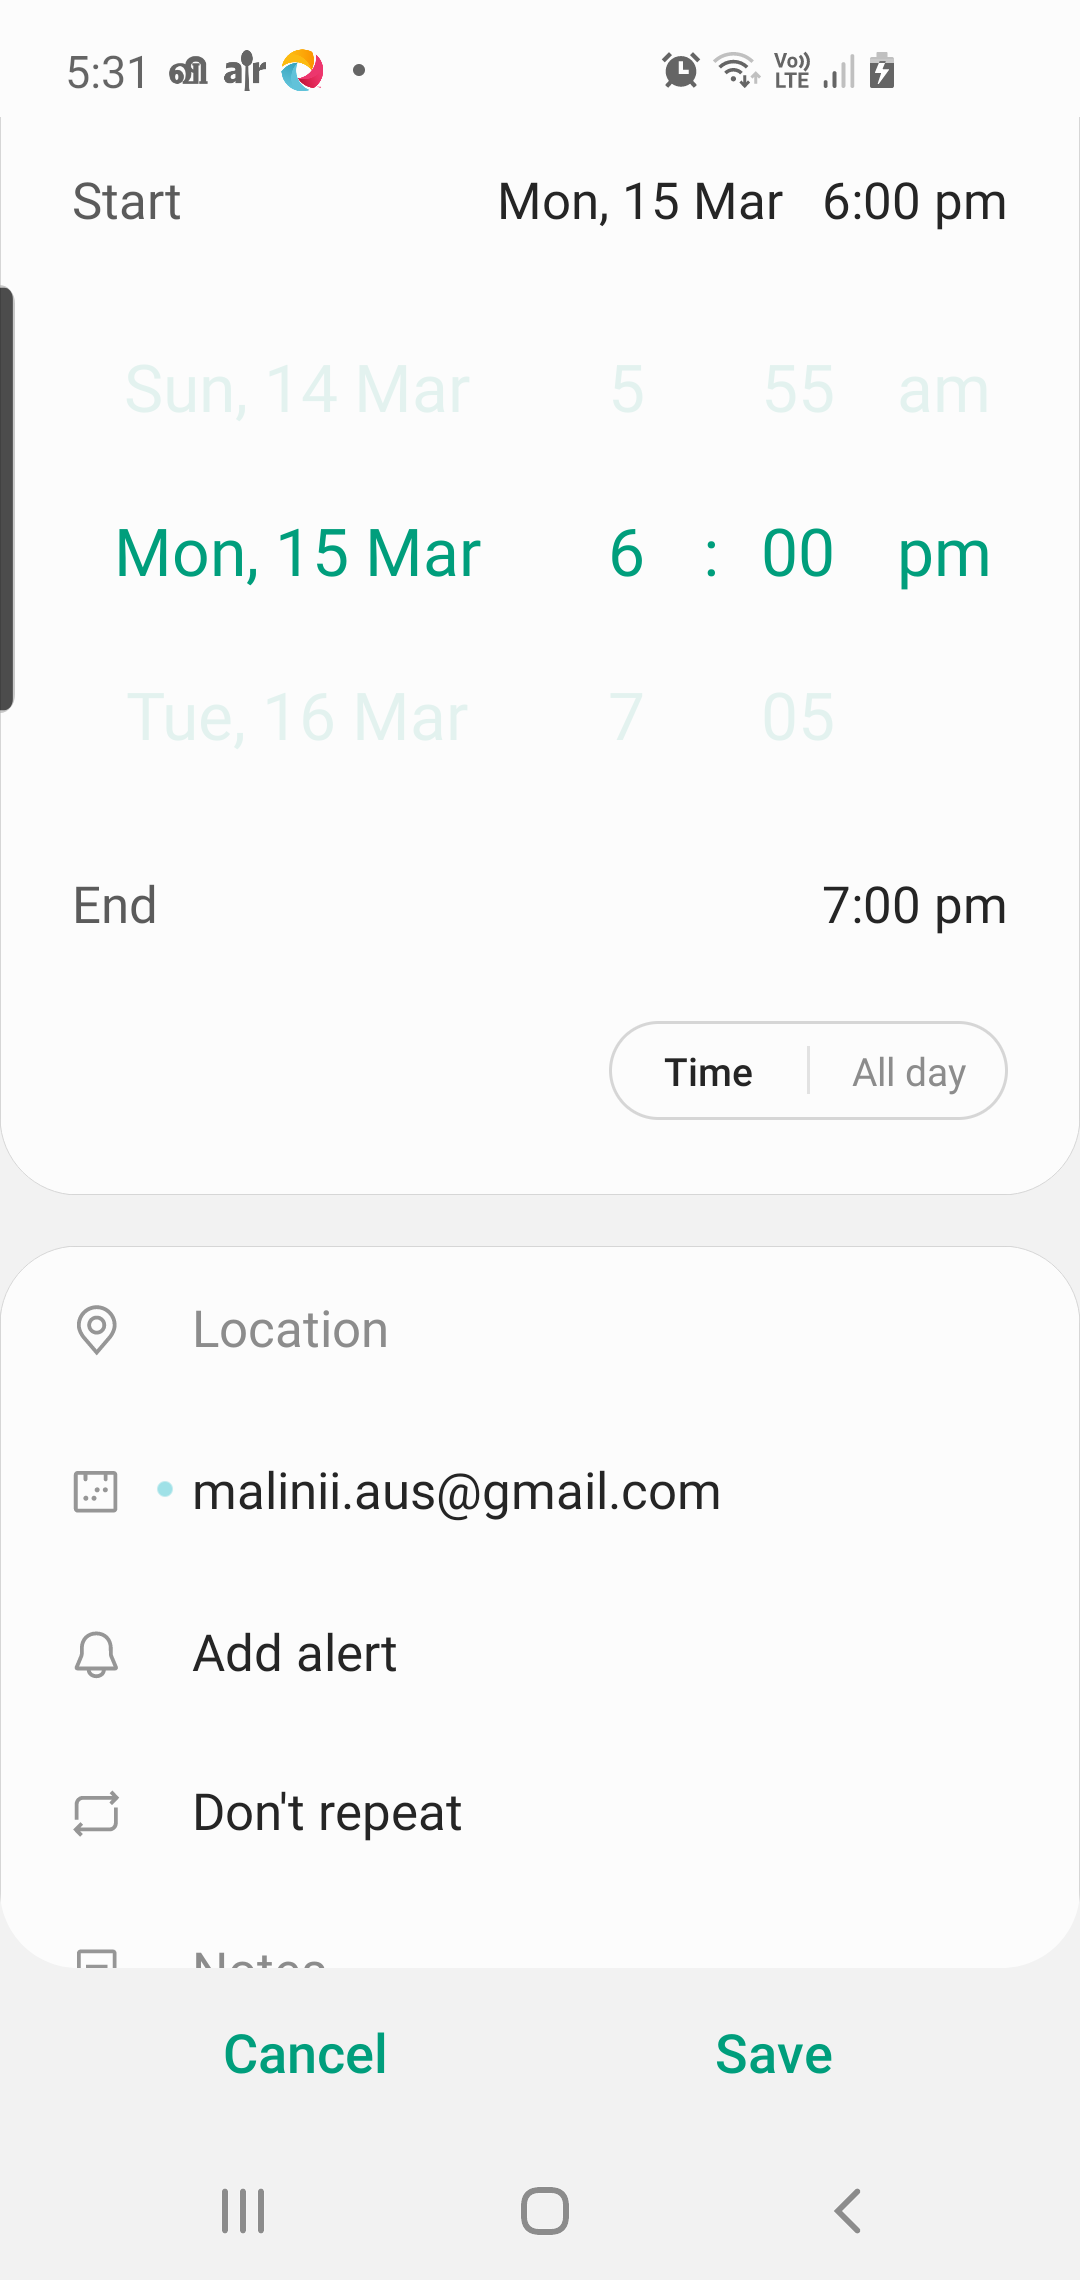 5:31 வி air Vo)) LTE
Start Mon, 15 Mar 6:00 pm
Sun, 14 Mar 5 55 am
Mon, 15 Mar 6 : 00 pm
Tue, 16 Mar 7 05
End 7:00 pm
Time All day
Location
malinii.aus@gmail.com
Add alert
Don't repeat
Notes
Cancel Save